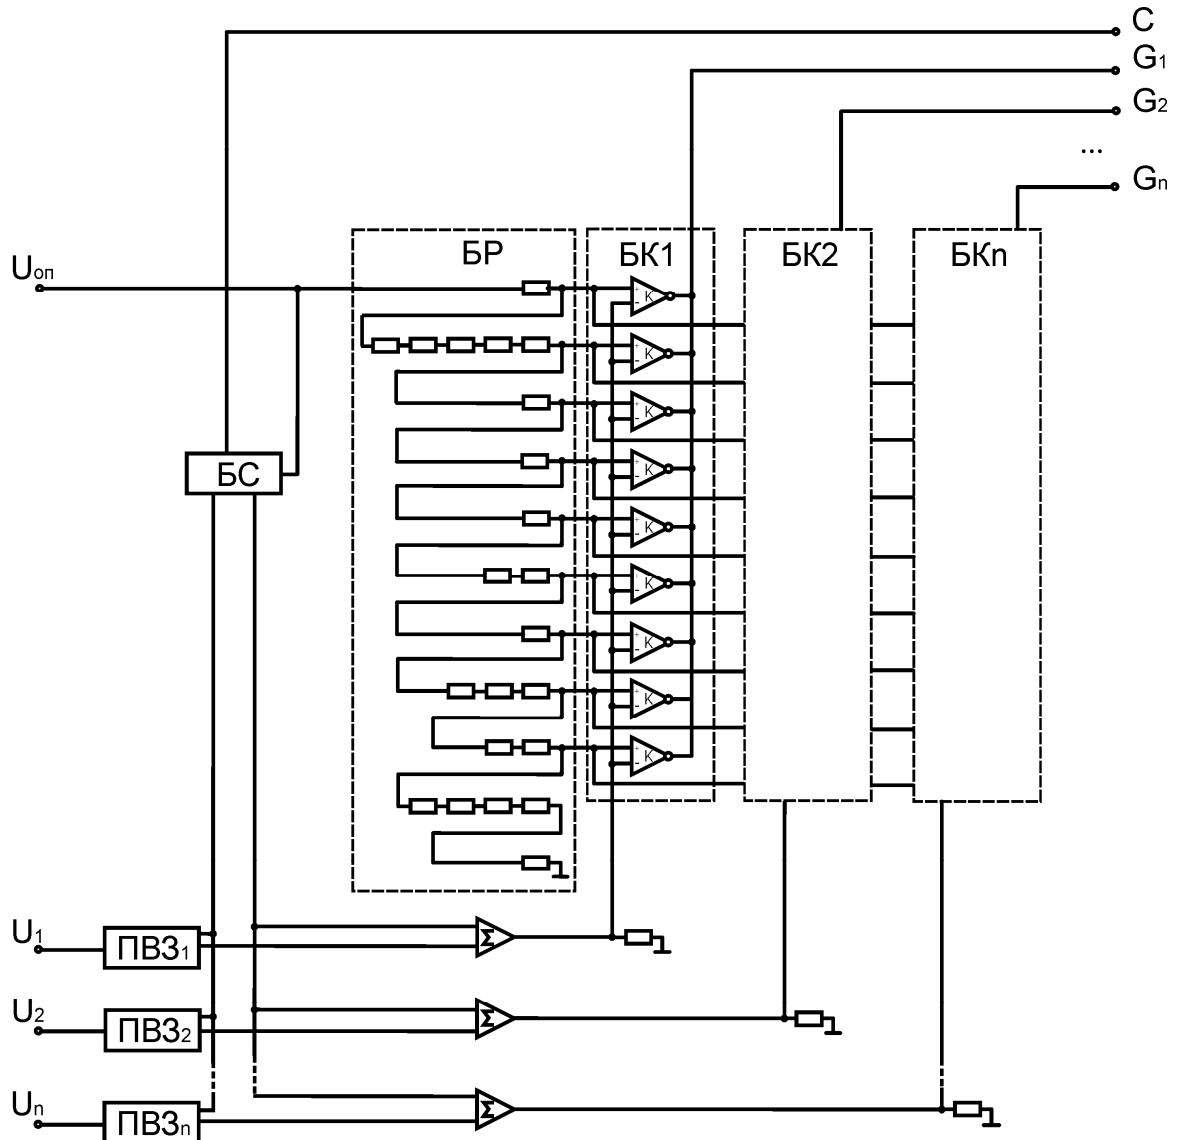 C
G1
G2
...
Gn
БР
БК1
БК2
БКn
Uоп
+
-
K
+
-
K
+
-
K
+
-
K
+
-
K
+
-
K
+
-
K
+
-
K
+
-
K
БС
U1
ПВЗ1
Σ
U2
ПВЗ2
Σ
Un
ПВЗn
Σ